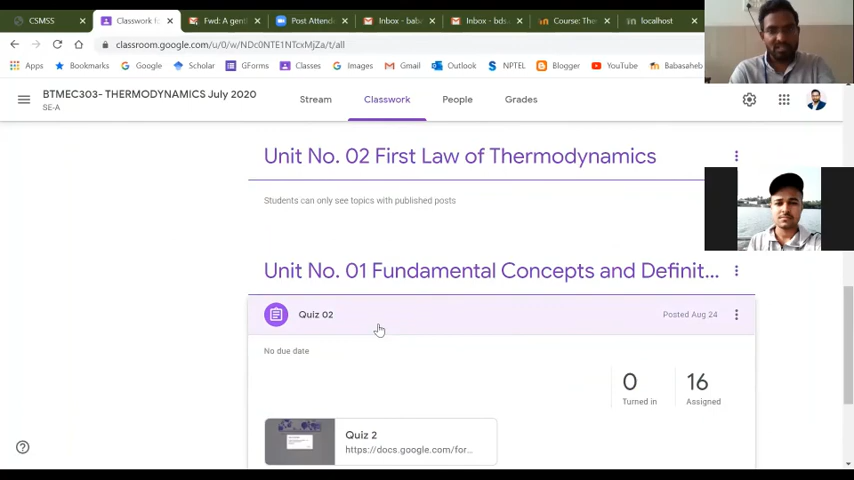 CSMSS
Classwork f
Fwd: A gent
Post Attend
Inbox - bab
Inbox - bds
Course: The
localhost
classroom.google.com/u/0/w/NDc0NTE1NTcxMjZa/t/all
Apps
Bookmarks
Google
Scholar
GForms
Classes
Images
Gmail
Outlook
NPTEL
Blogger
YouTube
Babasaheb
BTMEC303- THERMODYNAMICS July 2020
SE-A
Stream
Classwork
People
Grades
Unit No. 02 First Law of Thermodynamics
Students can only see topics with published posts
Unit No. 01 Fundamental Concepts and Definit...
Quiz 02
Posted Aug 24
No due date
0
16
Turned in
Assigned
Quiz 2
https://docs.google.com/for...